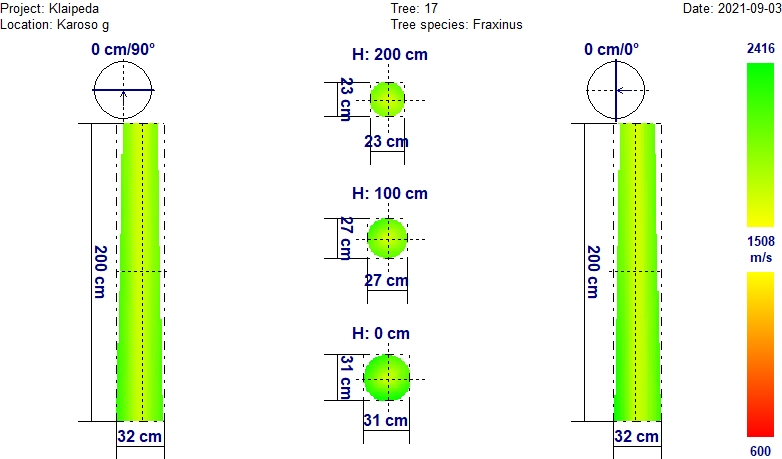 Project: Klaipeda
Tree: 17
Date: 2021-09-03
Location: Karoso g
Tree species: Fraxinus
0 cm/90°
H: 200 cm
0 cm/0°
2416
23 cm
23 cm
H: 100 cm
27 cm
27 cm
200 cm
200 cm
1508
m/s
H: 0 cm
31 cm
31 cm
32 cm
32 cm
600